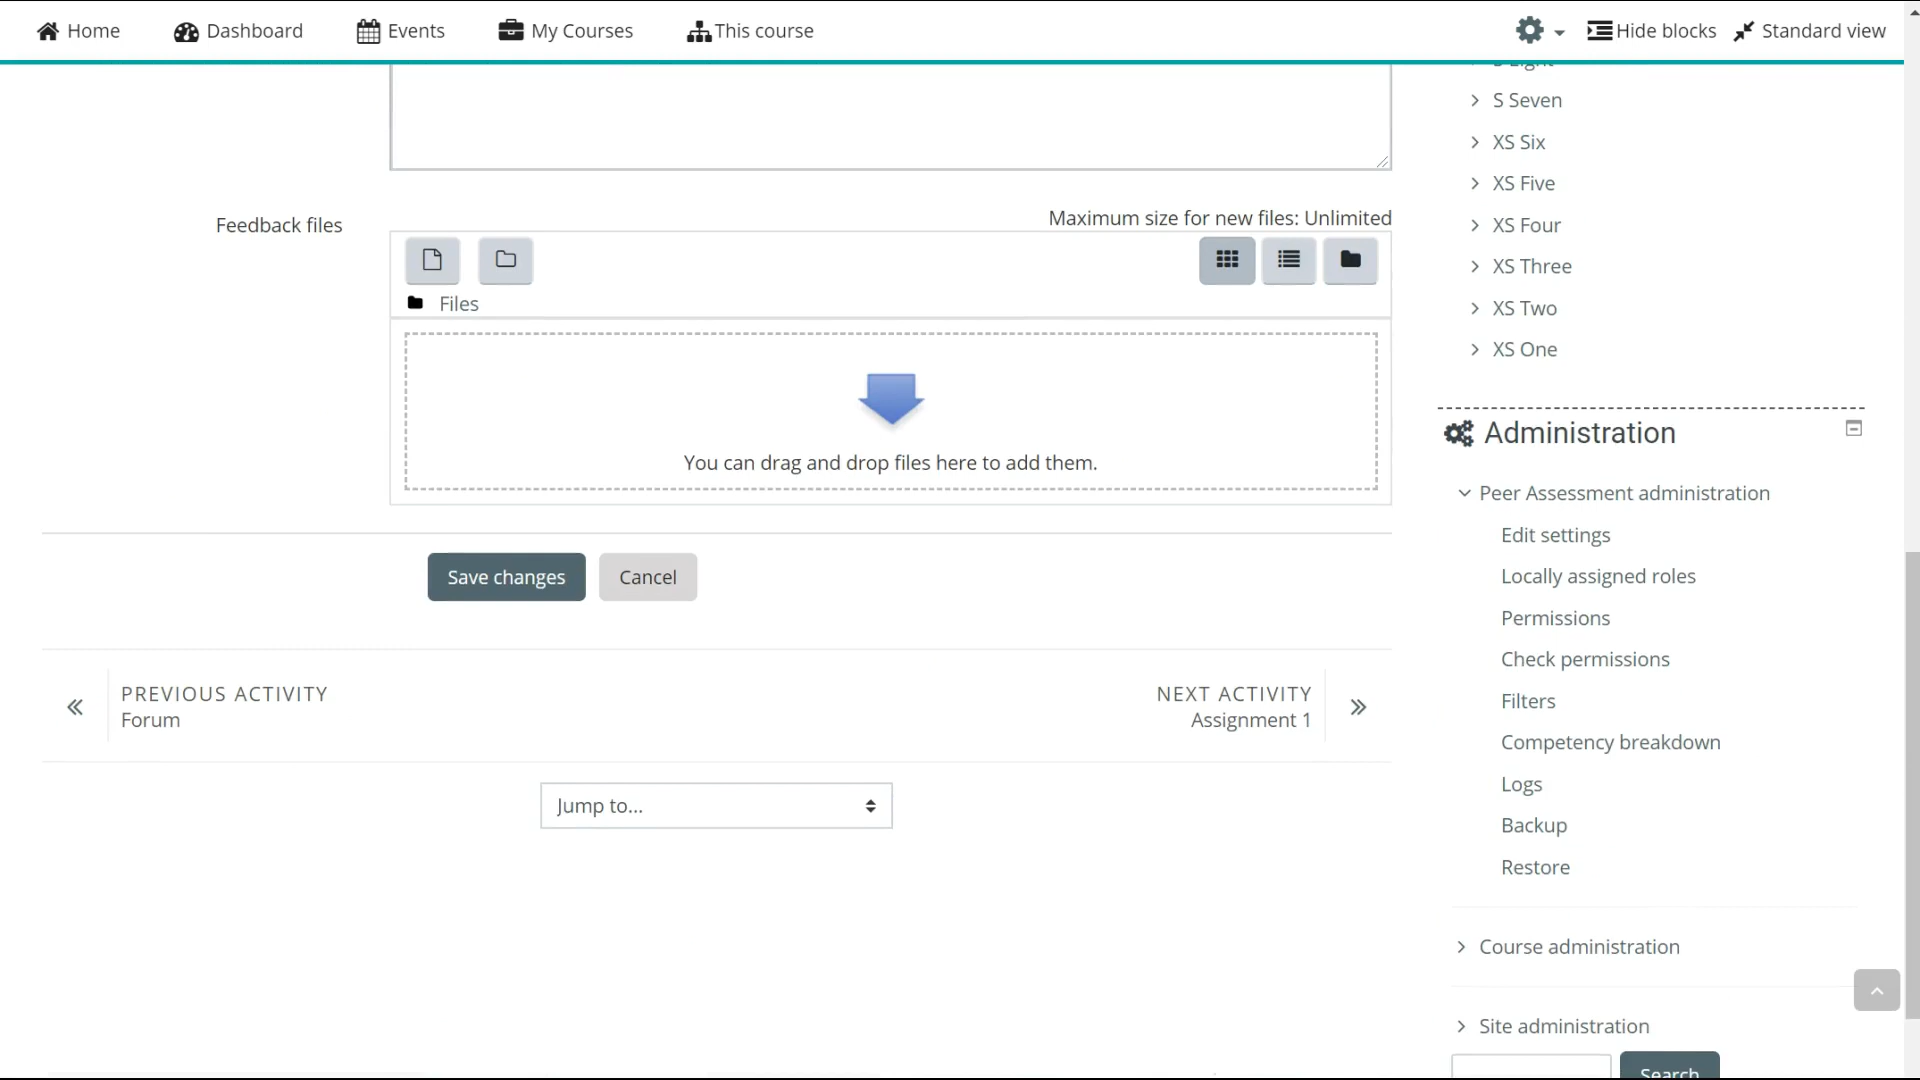 Home
Dashboard
Events
My Courses
This course
Hide blocks
Standard view
S Seven
XS Six
XS Five
XS Four
XS Three
XS Two
XS One
Feedback files
Maximum size for new files: Unlimited
Files
You can drag and drop files here to add them.
Save changes
Cancel
PREVIOUS ACTIVITY
Forum
NEXT ACTIVITY
Assignment 1
Jump to...
Administration
Peer Assessment administration
Edit settings
Locally assigned roles
Permissions
Check permissions
Filters
Competency breakdown
Logs
Backup
Restore
Course administration
Site administration
Search